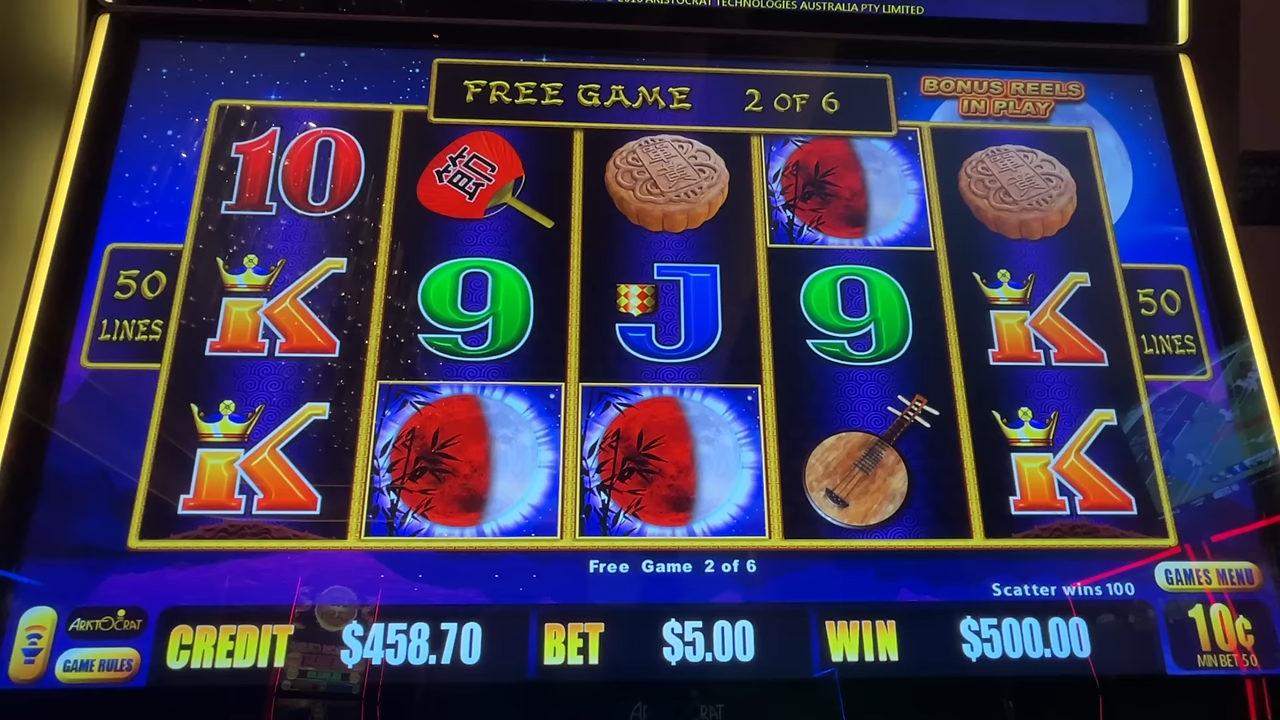 © 2016 ARISTOCRAT TECHNOLOGIES AUSTRALIA PTY LIMITED
FREE GAME 2 OF 6
BONUS REELS
IN PLAY
10
50
LINES
K
9
J
9
K
50
LINES
K
K
Free Game 2 of 6
Scatter wins 100
GAMES MENU
ARISTOCRAT
GAME RULES
CREDIT $458.70
BET $5.00
WIN $500.00
10¢
MIN BET 50